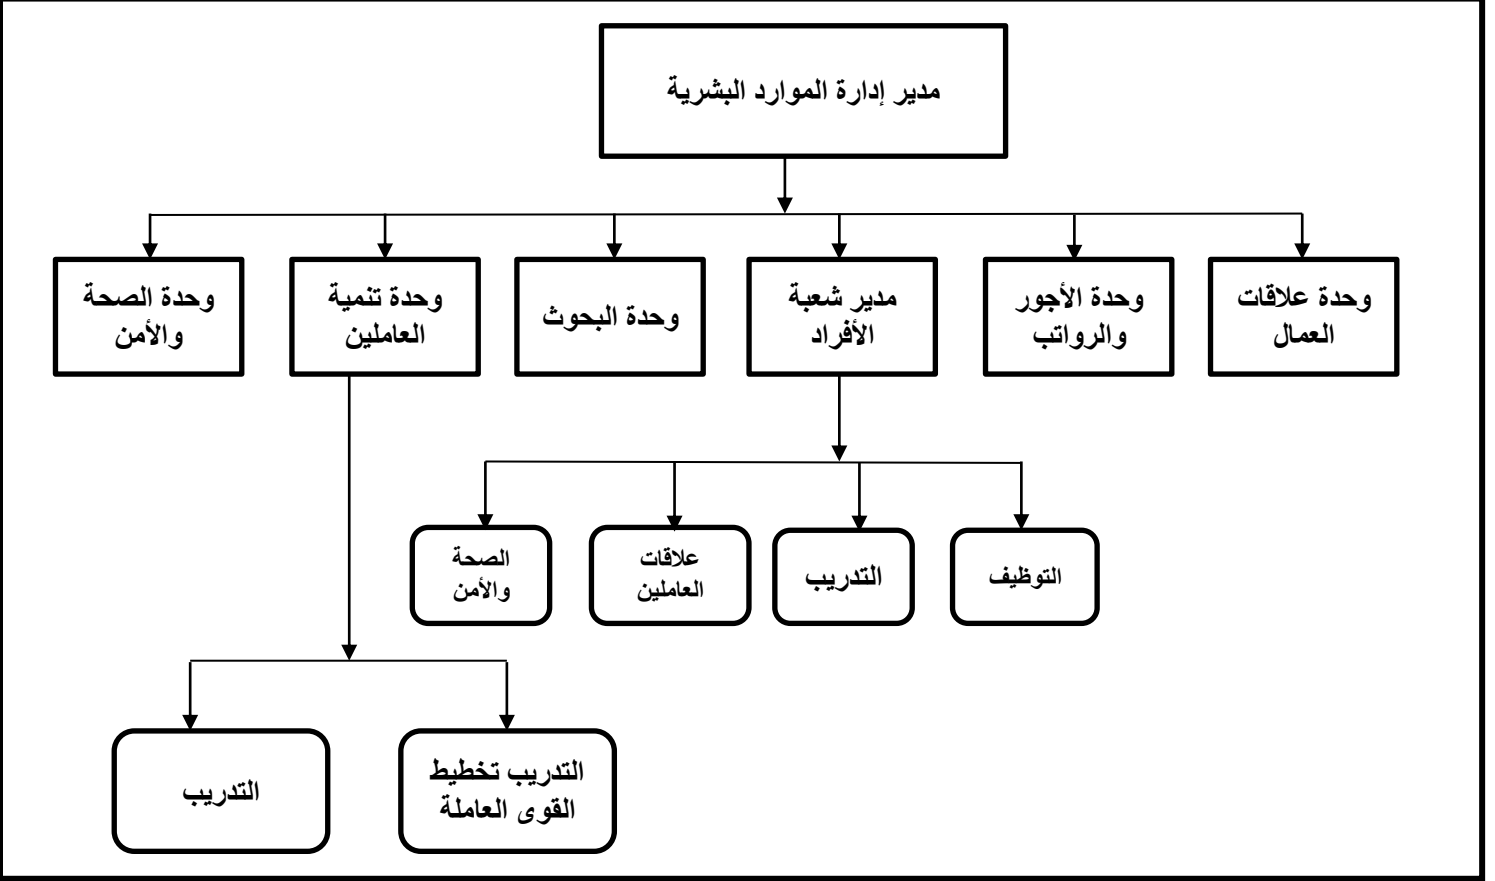 مدير إدارة الموارد البشرية
وحدة علاقات
العمال
وحدة الأجور
والرواتب
مدير شعبة
الأفراد
وحدة البحوث
وحدة تنمية
العاملين
وحدة الصحة
والأمن
التوظيف
التدريب
علاقات
العاملين
الصحة
والأمن
التدريب تخطيط
القوى العاملة
التدريب